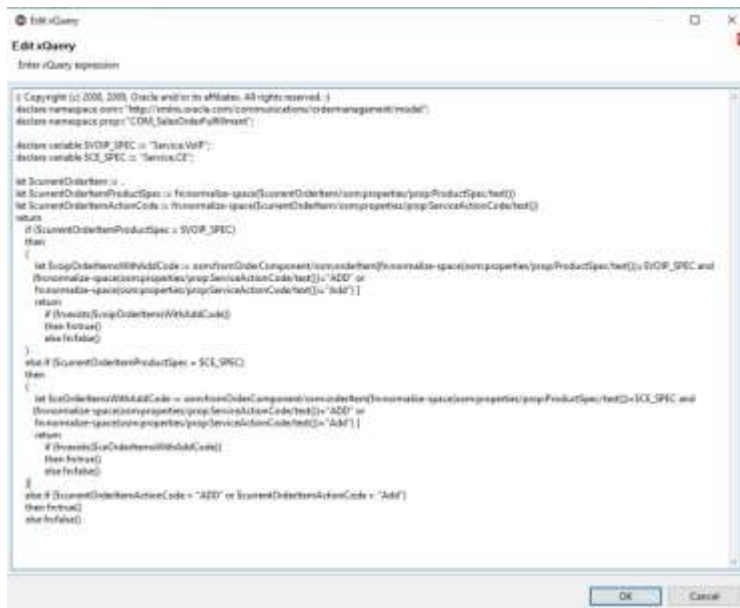 Edit xQuery
Edit xQuery
Enter xQuery expression
(: Copyright (c) 2008, 2009, Oracle and/or its affiliates. All rights reserved. :)
declare namespace osm = "http://xmlns.oracle.com/communications/ordermanagement/model";
declare namespace prop="COM_SalesOrderFulfillment";
declare variable $VOIP_SPEC := "Service.VoIP";
declare variable $CE_SPEC := "Service.CE";
let $currentOrderItem := .
let $currentOrderItemProductSpec := fn:normalize-space($currentOrderItem/osm:properties/prop:ProductSpec/text())
let $currentOrderItemActionCode := fn:normalize-space($currentOrderItem/osm:properties/prop:ServiceActionCode/text())
return
if ($currentOrderItemProductSpec = $VOIP_SPEC)
then
(
let $voipOrderItemsWithAddCode := osm:fromOrderComponent/osm:orderItem[fn:normalize-space(osm:properties/prop:ProductSpec/text())=$VOIP_SPEC and
(fn:normalize-space(osm:properties/prop:ServiceActionCode/text())="ADD" or
fn:normalize-space(osm:properties/prop:ServiceActionCode/text())="Add") ]
return
if (fn:exists($voipOrderItemsWithAddCode))
then fn:true()
else fn:false()
)
else if ($currentOrderItemProductSpec = $CE_SPEC)
then
(
let $ceOrderItemsWithAddCode := osm:fromOrderComponent/osm:orderItem[fn:normalize-space(osm:properties/prop:ProductSpec/text())=$CE_SPEC and
(fn:normalize-space(osm:properties/prop:ServiceActionCode/text())="ADD" or
fn:normalize-space(osm:properties/prop:ServiceActionCode/text())="Add") ]
return
if (fn:exists($ceOrderItemsWithAddCode))
then fn:true()
else fn:false()
)
else if ($currentOrderItemActionCode = "ADD" or $currentOrderItemActionCode = "Add")
then fn:true()
else fn:false()
OK
Cancel